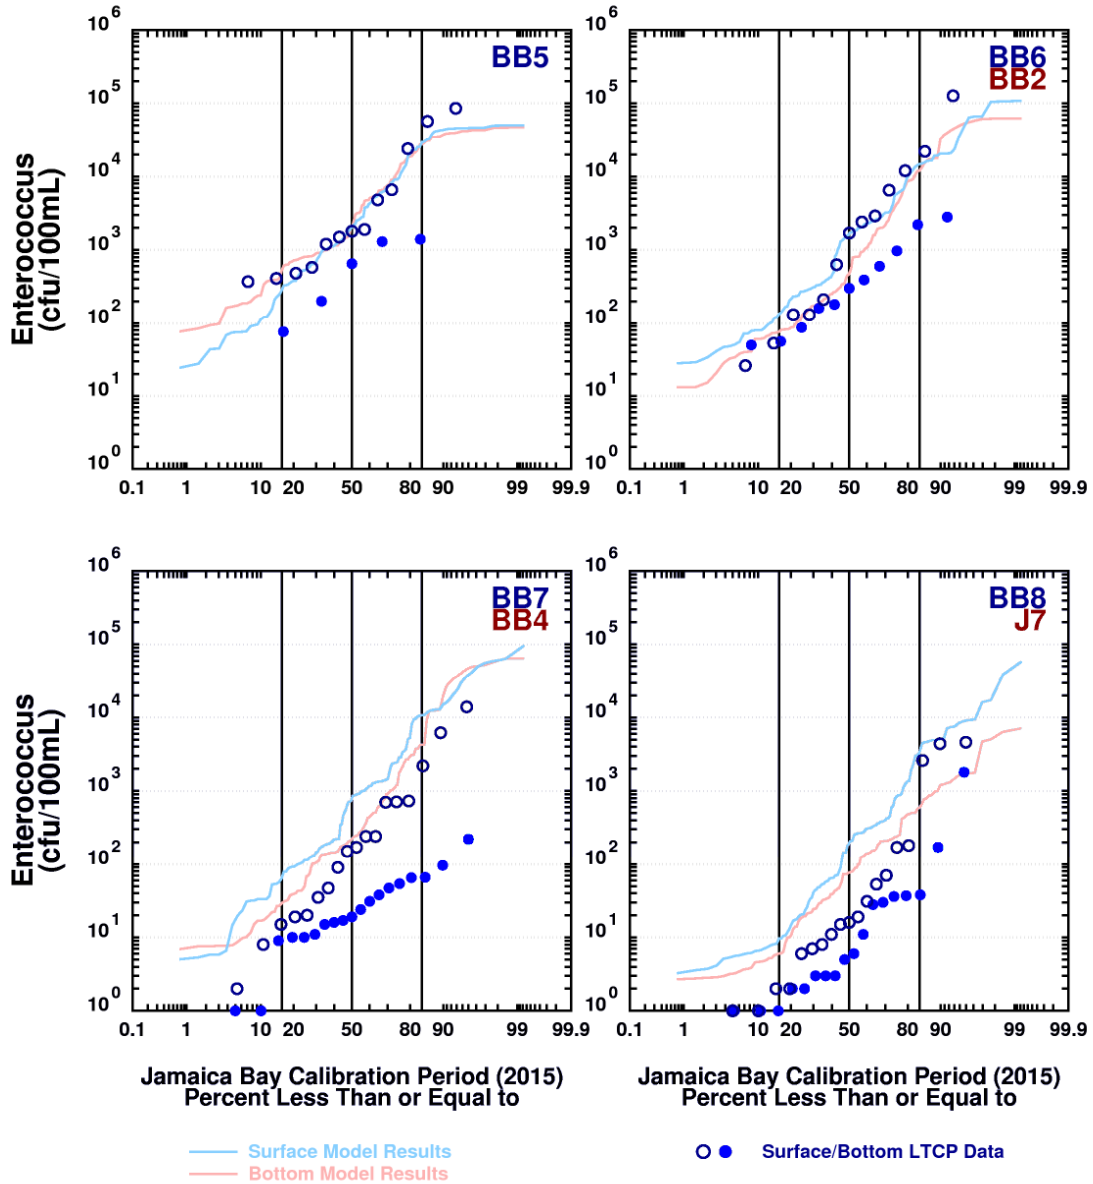 BB5
10^6
10^5
10^4
10^3
10^2
10^1
10^0
0.1 1 10 20 50 80 90 99 99.9
Enterococcus
(cfu/100mL)
BB6
BB2
10^6
10^5
10^4
10^3
10^2
10^1
10^0
0.1 1 10 20 50 80 90 99 99.9
BB7
BB4
10^6
10^5
10^4
10^3
10^2
10^1
10^0
0.1 1 10 20 50 80 90 99 99.9
Enterococcus
(cfu/100mL)
Jamaica Bay Calibration Period (2015)
Percent Less Than or Equal to
BB8
J7
10^6
10^5
10^4
10^3
10^2
10^1
10^0
0.1 1 10 20 50 80 90 99 99.9
Jamaica Bay Calibration Period (2015)
Percent Less Than or Equal to
Surface Model Results
Bottom Model Results
Surface/Bottom LTCP Data